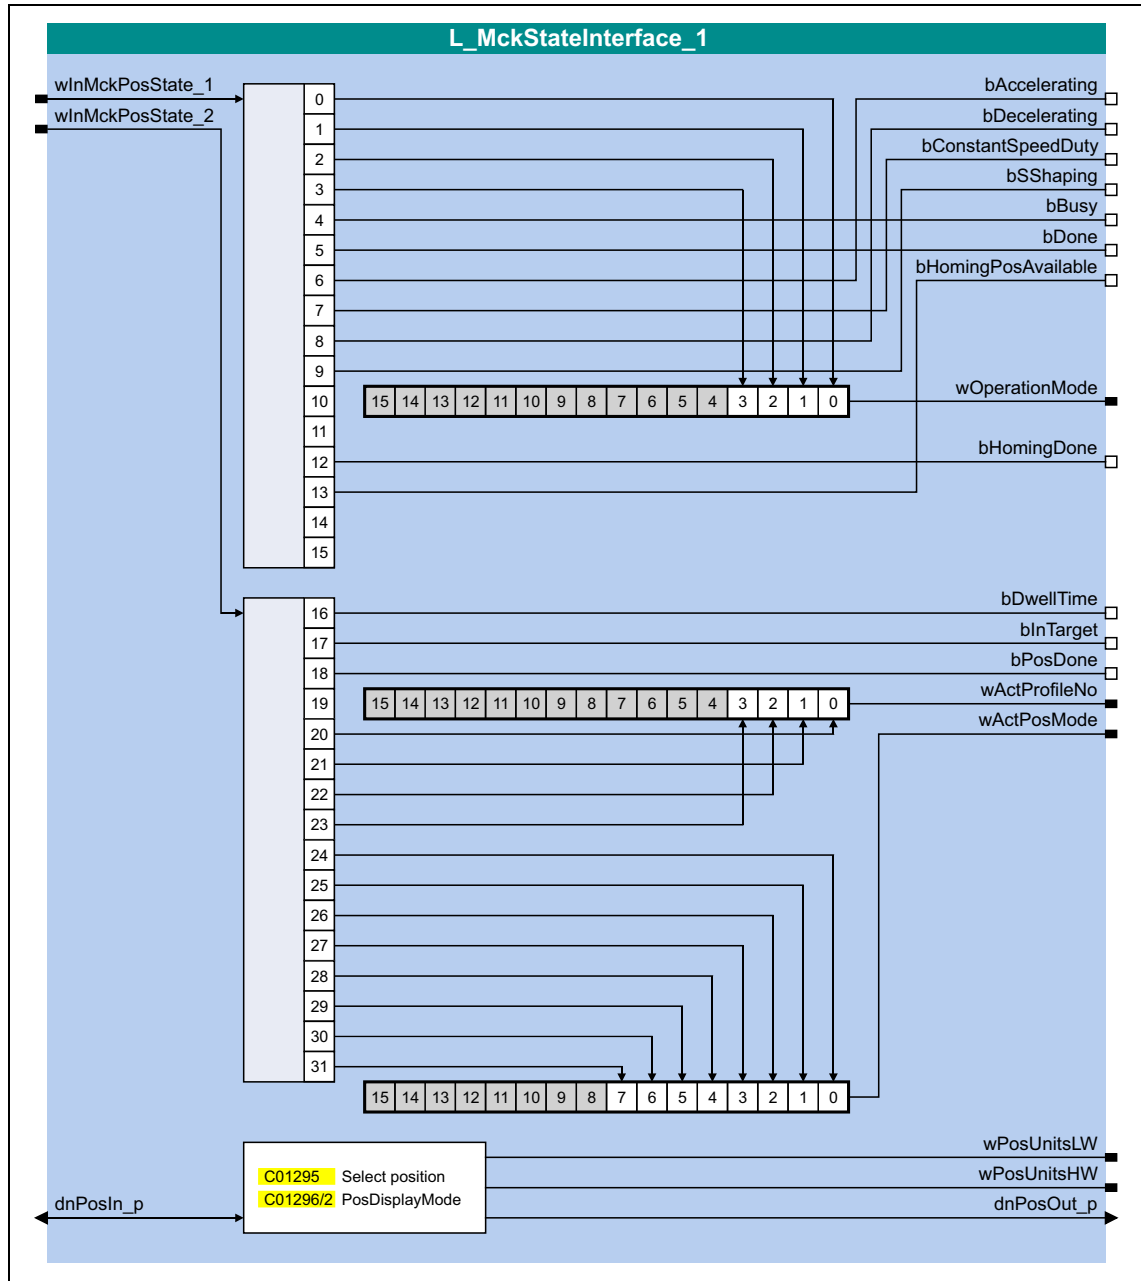 L_MckStateInterface_1
wInMckPosState_1
wInMckPosState_2
0
1
2
3
4
5
6
7
8
9
10
11
12
13
14
15
bAccelerating
bDecelerating
bConstantSpeedDuty
bSShaping
bBusy
bDone
bHomingPosAvailable
15 14 13 12 11 10 9 8 7 6 5 4 3 2 1 0
wOperationMode
bHomingDone
16
17
18
19
20
21
22
23
24
25
26
27
28
29
30
31
bDwellTime
bInTarget
bPosDone
wActProfileNo
wActPosMode
15 14 13 12 11 10 9 8 7 6 5 4 3 2 1 0
15 14 13 12 11 10 9 8 7 6 5 4 3 2 1 0
C01295 Select position
C01296/2 PosDisplayMode
dnPosIn_p
wPosUnitsLW
wPosUnitsHW
dnPosOut_p